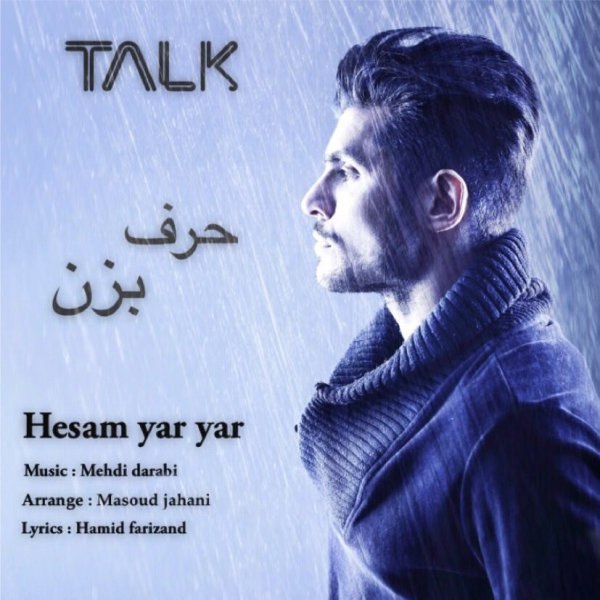 TALK
حرف
بزن
Hesam yar yar
Music : Mehdi darabi
Arrange : Masoud jahani
Lyrics : Hamid farizand